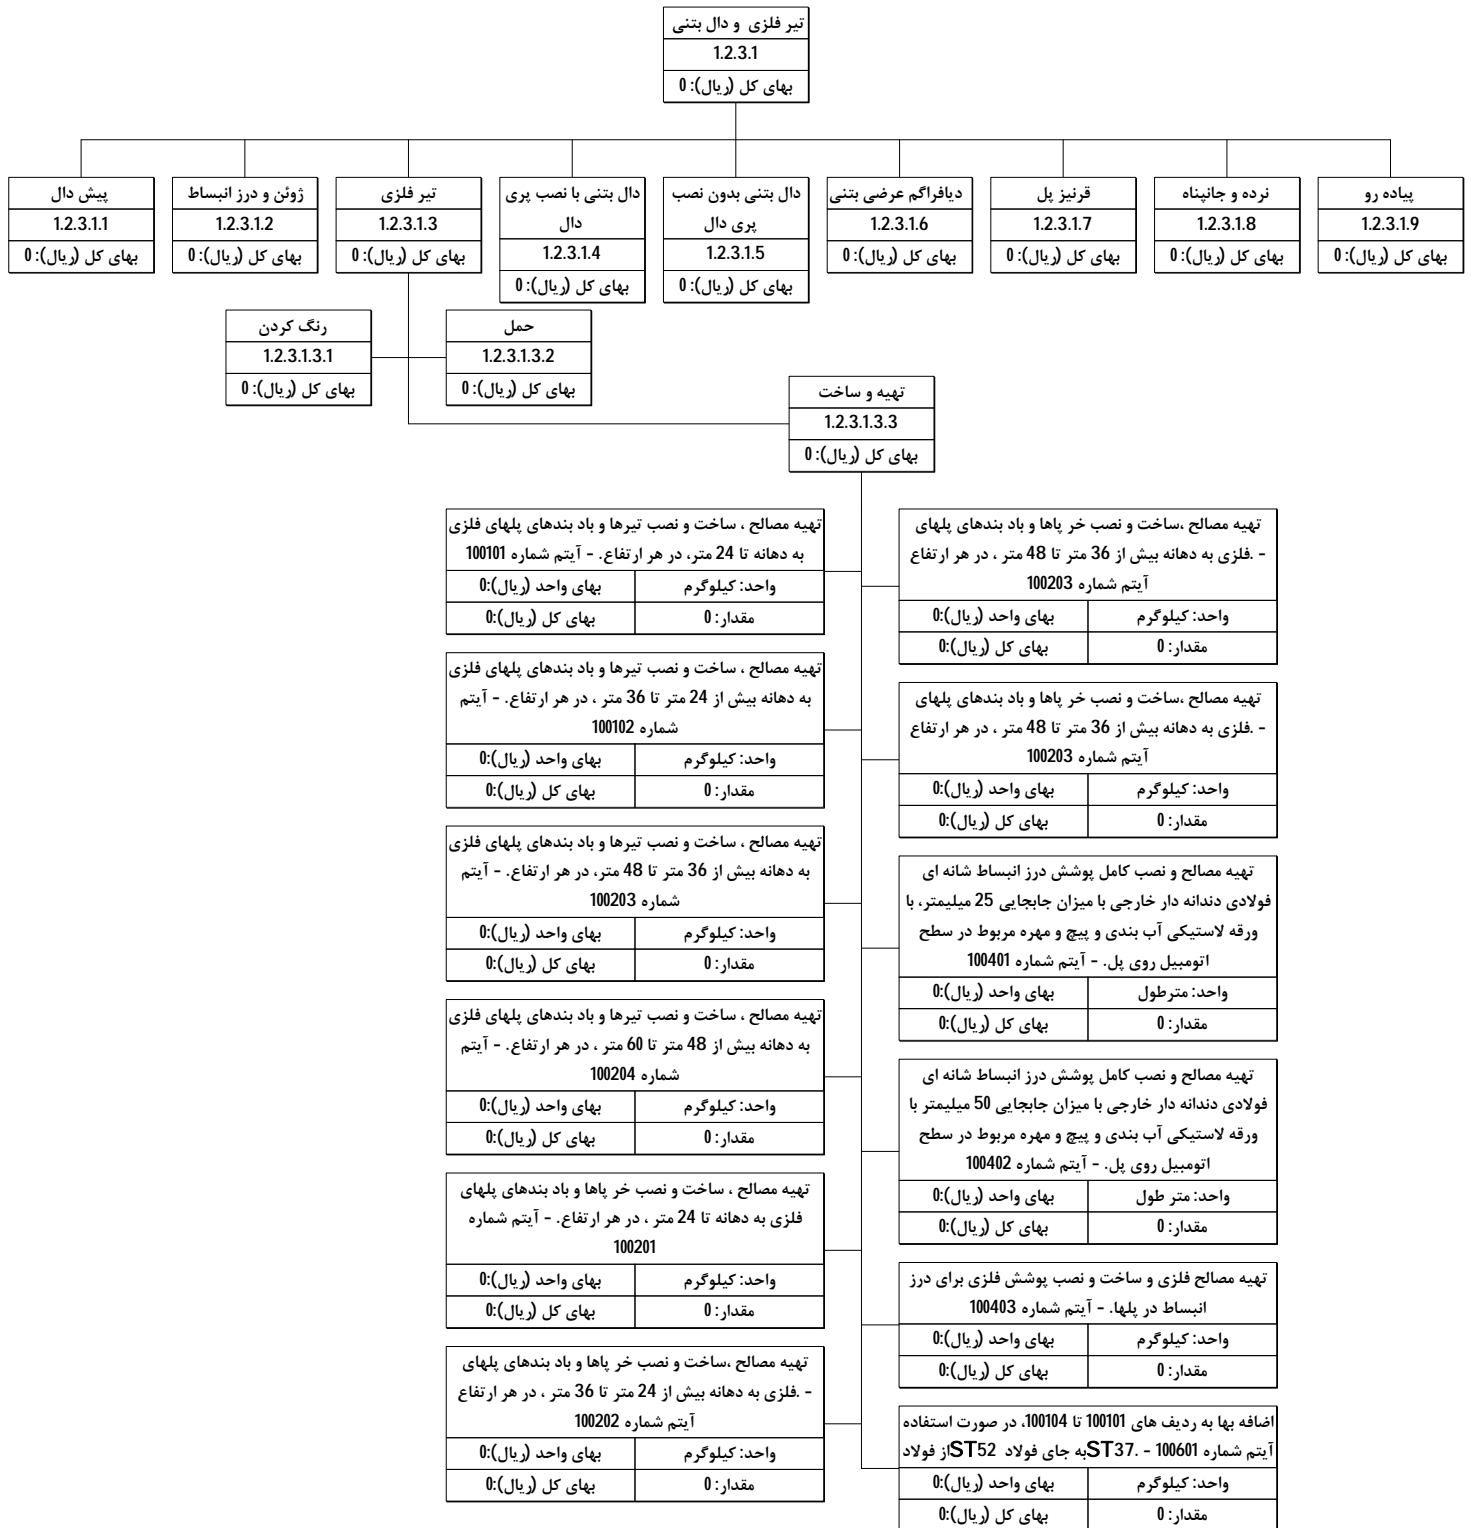 تیر فلزی و دال بتنی
1.2.3.1
بهای کل (ریال): 0
پیش دال
1.2.3.1.1
بهای کل (ریال): 0
ژوئن و درز انبساط
1.2.3.1.2
بهای کل (ریال): 0
تیر فلزی
1.2.3.1.3
بهای کل (ریال): 0
دال بتنی با نصب پری
دال
1.2.3.1.4
بهای کل (ریال): 0
دال بتنی بدون نصب
پری دال
1.2.3.1.5
بهای کل (ریال): 0
دیافراگم عرضی بتنی
1.2.3.1.6
بهای کل (ریال): 0
قرنیز پل
1.2.3.1.7
بهای کل (ریال): 0
نرده و جانپناه
1.2.3.1.8
بهای کل (ریال): 0
پیاده رو
1.2.3.1.9
بهای کل (ریال): 0
رنگ کردن
1.2.3.1.3.1
بهای کل (ریال): 0
حمل
1.2.3.1.3.2
بهای کل (ریال): 0
تهیه و ساخت
1.2.3.1.3.3
بهای کل (ریال): 0
تهیه مصالح ، ساخت و نصب تیرها و باد بندهای پلهای فلزی
به دهانه تا 24 متر، در هر ارتفاع. - آیتم شماره 100101
واحد: کیلوگرم بهای واحد (ریال):0
مقدار: 0 بهای کل (ریال):0
تهیه مصالح ، ساخت و نصب تیرها و باد بندهای پلهای فلزی
به دهانه بیش از 24 متر تا 36 متر ، در هر ارتفاع. - آیتم
شماره 100102
واحد: کیلوگرم بهای واحد (ریال):0
مقدار: 0 بهای کل (ریال):0
تهیه مصالح ، ساخت و نصب تیرها و باد بندهای پلهای فلزی
به دهانه بیش از 36 متر تا 48 متر، در هر ارتفاع. - آیتم
شماره 100203
واحد: کیلوگرم بهای واحد (ریال):0
مقدار: 0 بهای کل (ریال):0
تهیه مصالح ، ساخت و نصب تیرها و باد بندهای پلهای فلزی
به دهانه بیش از 48 متر تا 60 متر ، در هر ارتفاع. - آیتم
شماره 100204
واحد: کیلوگرم بهای واحد (ریال):0
مقدار: 0 بهای کل (ریال):0
تهیه مصالح ، ساخت و نصب خر پاها و باد بندهای پلهای
فلزی به دهانه تا 24 متر ، در هر ارتفاع. - آیتم شماره
100201
واحد: کیلوگرم بهای واحد (ریال):0
مقدار: 0 بهای کل (ریال):0
تهیه مصالح ،ساخت و نصب خر پاها و باد بندهای پلهای
- .فلزی به دهانه بیش از 24 متر تا 36 متر ، در هر ارتفاع
آیتم شماره 100202
واحد: کیلوگرم بهای واحد (ریال):0
مقدار: 0 بهای کل (ریال):0
تهیه مصالح ،ساخت و نصب خر پاها و باد بندهای پلهای
- .فلزی به دهانه بیش از 36 متر تا 48 متر ، در هر ارتفاع
آیتم شماره 100203
واحد: کیلوگرم بهای واحد (ریال):0
مقدار: 0 بهای کل (ریال):0
تهیه مصالح ،ساخت و نصب خر پاها و باد بندهای پلهای
- .فلزی به دهانه بیش از 36 متر تا 48 متر ، در هر ارتفاع
آیتم شماره 100203
واحد: کیلوگرم بهای واحد (ریال):0
مقدار: 0 بهای کل (ریال):0
تهیه مصالح و نصب کامل پوشش درز انبساط شانه ای
فولادی دندانه دار خارجی با میزان جابجایی 25 میلیمتر، با
ورقه لاستیکی آب بندی و پیچ و مهره مربوط در سطح
اتومبیل روی پل. - آیتم شماره 100401
واحد: مترطول بهای واحد (ریال):0
مقدار: 0 بهای کل (ریال):0
تهیه مصالح و نصب کامل پوشش درز انبساط شانه ای
فولادی دندانه دار خارجی با میزان جابجایی 50 میلیمتر با
ورقه لاستیکی آب بندی و پیچ و مهره مربوط در سطح
اتومبیل روی پل. - آیتم شماره 100402
واحد: متر طول بهای واحد (ریال):0
مقدار: 0 بهای کل (ریال):0
تهیه مصالح فلزی و ساخت و نصب پوشش فلزی برای درز
انبساط در پلها. - آیتم شماره 100403
واحد: کیلوگرم بهای واحد (ریال):0
مقدار: 0 بهای کل (ریال):0
اضافه بها به ردیف های 100101 تا 100104، در صورت استفاده
آیتم شماره 100601 - .ST37به جای فولاد ST52از فولاد
واحد: کیلوگرم بهای واحد (ریال):0
مقدار: 0 بهای کل (ریال):0